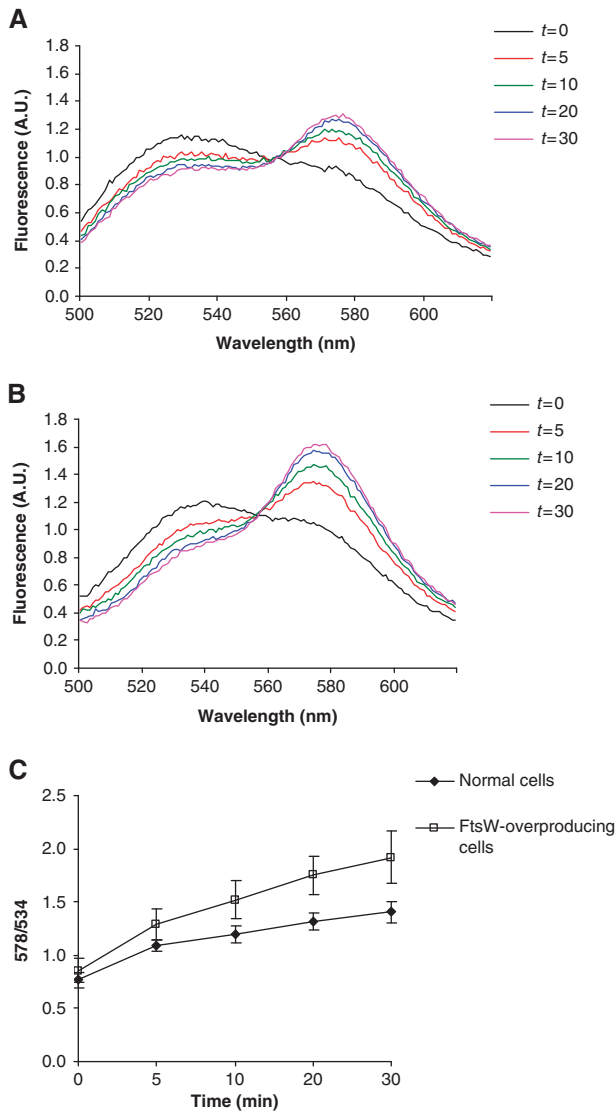 A
Fluorescence (A.U.)
1.8
1.6
1.4
1.2
1.0
0.8
0.6
0.4
0.2
0.0
500
520
540
560
580
600
Wavelength (nm)
t=0
t=5
t=10
t=20
t=30
B
Fluorescence (A.U.)
1.8
1.6
1.4
1.2
1.0
0.8
0.6
0.4
0.2
0.0
500
520
540
560
580
600
Wavelength (nm)
t=0
t=5
t=10
t=20
t=30
C
578/534
2.5
2.0
1.5
1.0
0.5
0.0
0
5
10
20
30
Time (min)
Normal cells
FtsW-overproducing
cells